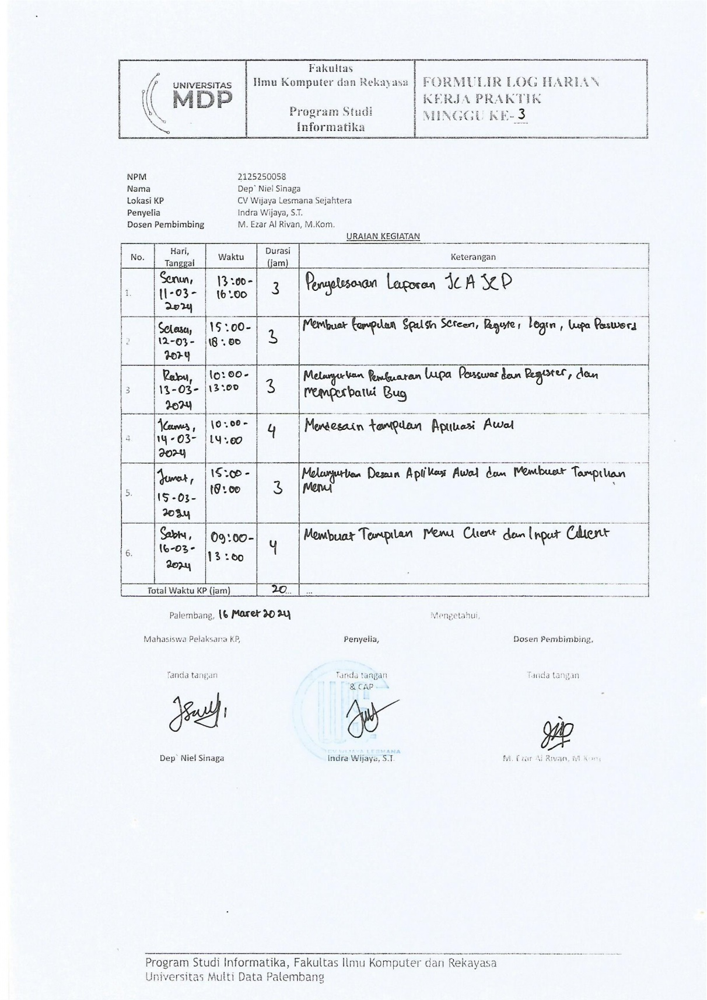 UNIVERSITAS
MDP
Fakultas
Ilmu Komputer dan Rekayasa
Program Studi
Informatika
FORMULIR LOG HARIAN
KERJA PRAKTIK
MINGGU KE- 3
NPM 2125250058
Nama Dep` Niel Sinaga
Lokasi KP CV Wijaya Lesmana Sejahtera
Penyelia Indra Wijaya, S.T.
Dosen Pembimbing M. Ezar Al Rivan, M.Kom.
URAIAN KEGIATAN
No. Hari, Tanggal Waktu Durasi (jam) Keterangan
1. Senin, 11-03-2024 13:00-16:00 3 Penyelesaian Laporan KA KP
2 Selasa, 12-03-2024 15:00-18:00 3 Membuat tampilan Spalsh Screen, Registe, Login, Lupa Pasword
3 Rabu, 13-03-2024 10:00-13:00 3 Melanjutkan Pembuatan Lupa Passwor dan Register, dan
memperbaiki Bug
4. Kamis, 14-03-2024 10:00-14:00 4 Mendesain tampilan Aplikasi Awal
5. Jumat, 15-03-2024 15:00-18:00 3 Melanjutkan Desain Aplikasi Awal dan Membuat Tampilan
Menu
6. Sabtu, 16-03-2024 09:00-13:00 4 Membuat Tampilan Menu Client dan Input Client
Total Waktu KP (jam) 20... ...
Palembang, 16 Maret 2024 Mengetahui,
Mahasiswa Pelaksana KP, Penyelia, Dosen Pembimbing,
Tanda tangan Tanda tangan Tanda tangan
& CAP
CV WIJAYA LESMANA
Dep` Niel Sinaga Indra Wijaya, S.T. M. Ezar Al Rivan, M.Kom.
Program Studi Informatika, Fakultas Ilmu Komputer dan Rekayasa
Universitas Multi Data Palembang